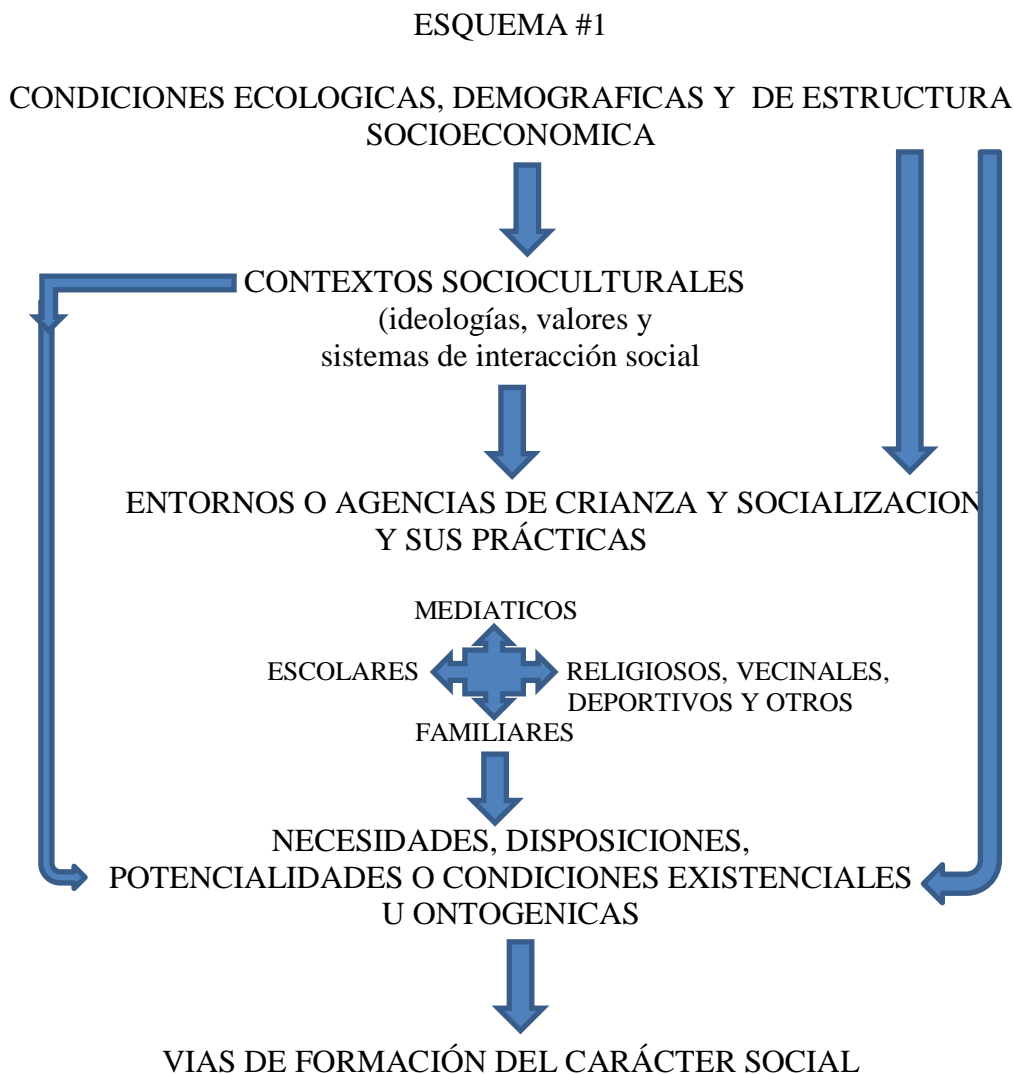 ESQUEMA #1
CONDICIONES ECOLOGICAS, DEMOGRAFICAS Y DE ESTRUCTURA
SOCIOECONOMICA
CONTEXTOS SOCIOCULTURALES
(ideologías, valores y
sistemas de interacción social
ENTORNOS O AGENCIAS DE CRIANZA Y SOCIALIZACION
Y SUS PRÁCTICAS
MEDIATICOS
ESCOLARES
RELIGIOSOS, VECINALES,
DEPORTIVOS Y OTROS
FAMILIARES
NECESIDADES, DISPOSICIONES,
POTENCIALIDADES O CONDICIONES EXISTENCIALES
U ONTOGENICAS
VIAS DE FORMACIÓN DEL CARÁCTER SOCIAL